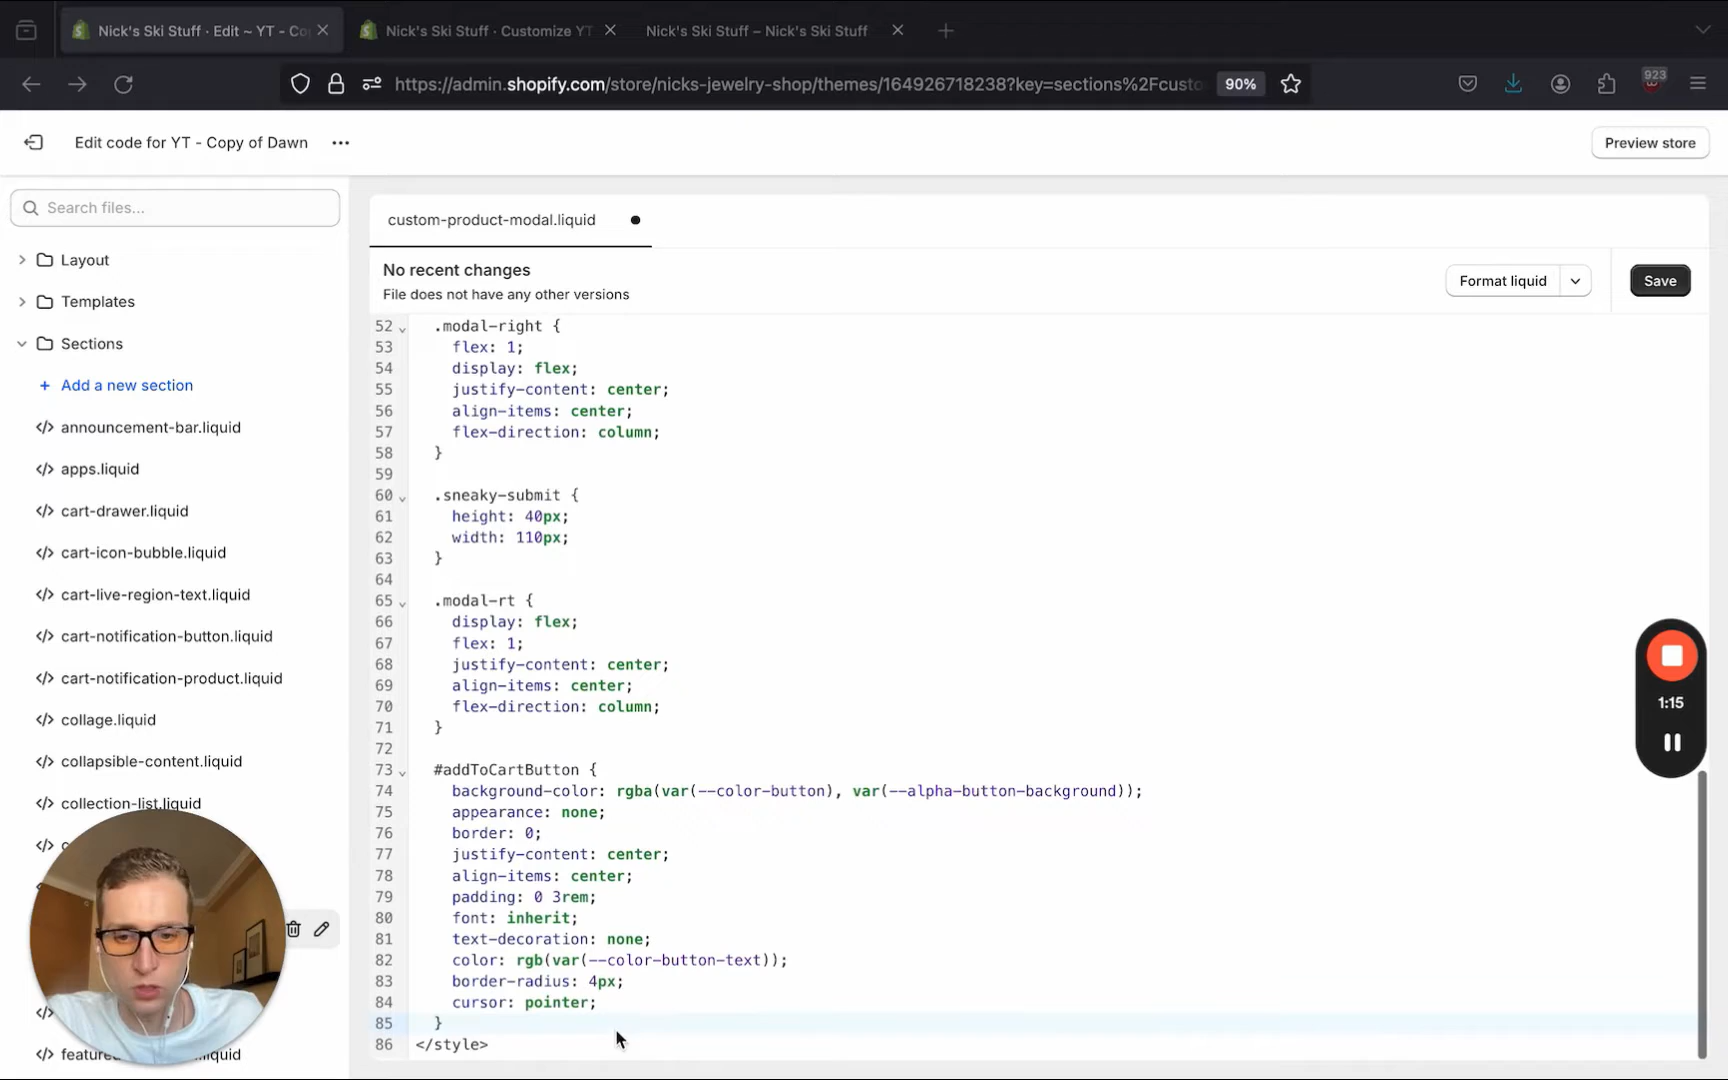 Nick's Ski Stuff · Edit ~ YT - Co
Nick's Ski Stuff · Customize YT
Nick's Ski Stuff – Nick's Ski Stuff
https://admin.shopify.com/store/nicks-jewelry-shop/themes/164926718238?key=sections%2Fcusto
90%
923
Edit code for YT - Copy of Dawn
Preview store
Search files...
custom-product-modal.liquid
Layout
No recent changes
File does not have any other versions
Format liquid
Save
Templates
Sections
+ Add a new section
announcement-bar.liquid
apps.liquid
cart-drawer.liquid
cart-icon-bubble.liquid
cart-live-region-text.liquid
cart-notification-button.liquid
cart-notification-product.liquid
collage.liquid
collapsible-content.liquid
collection-list.liquid
52 .modal-right {
53 flex: 1;
54 display: flex;
55 justify-content: center;
56 align-items: center;
57 flex-direction: column;
58 }
59
60 .sneaky-submit {
61 height: 40px;
62 width: 110px;
63 }
64
65 .modal-rt {
66 display: flex;
67 flex: 1;
68 justify-content: center;
69 align-items: center;
70 flex-direction: column;
71 }
72
73 #addToCartButton {
74 background-color: rgba(var(--color-button), var(--alpha-button-background));
75 appearance: none;
76 border: 0;
77 justify-content: center;
78 align-items: center;
79 padding: 0 3rem;
80 font: inherit;
81 text-decoration: none;
82 color: rgb(var(--color-button-text));
83 border-radius: 4px;
84 cursor: pointer;
85 }
86 </style>
1:15